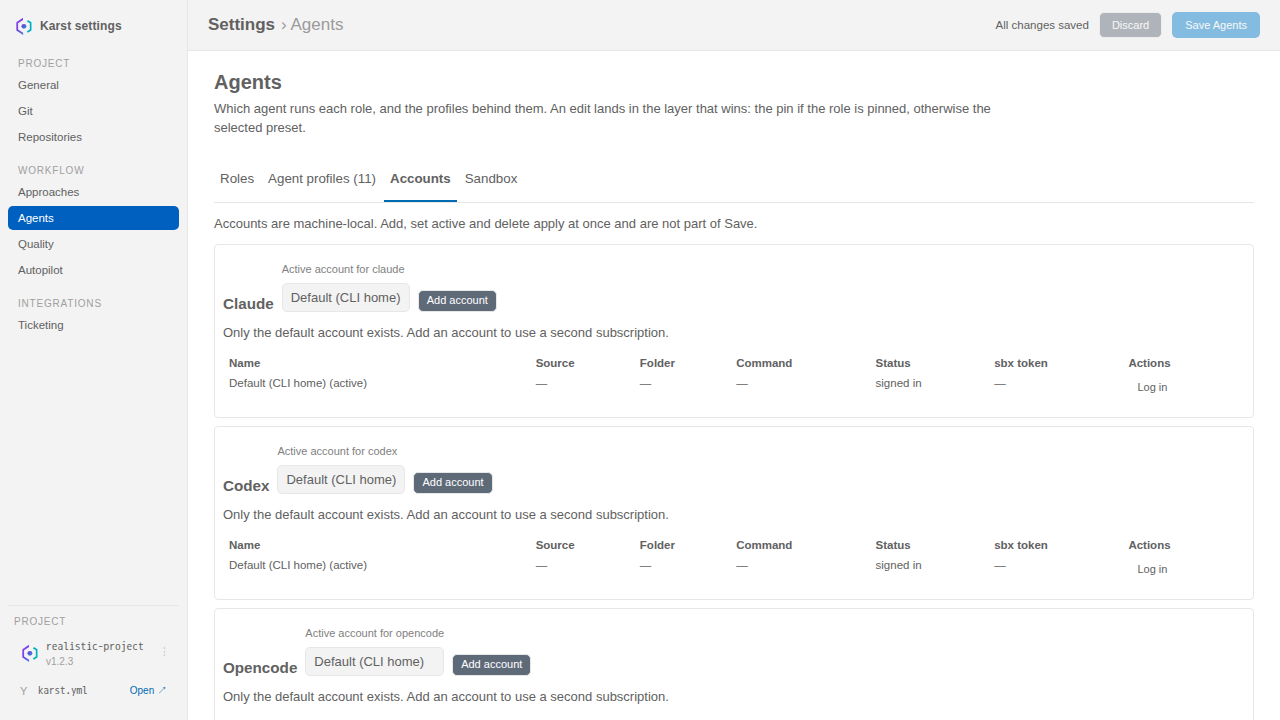 Karst settings
PROJECT
General
Git
Repositories
WORKFLOW
Approaches
Agents
Quality
Autopilot
INTEGRATIONS
Ticketing
PROJECT
realistic-project
v1.2.3
Y karst.yml Open ↗
Settings › Agents
All changes saved Discard Save Agents
Agents
Which agent runs each role, and the profiles behind them. An edit lands in the layer that wins: the pin if the role is pinned, otherwise the
selected preset.
Roles Agent profiles (11) Accounts Sandbox
Accounts are machine-local. Add, set active and delete apply at once and are not part of Save.
Active account for claude
Claude Default (CLI home) Add account
Only the default account exists. Add an account to use a second subscription.
Name Source Folder Command Status sbx token Actions
Default (CLI home) (active) — — — signed in — Log in
Active account for codex
Codex Default (CLI home) Add account
Only the default account exists. Add an account to use a second subscription.
Name Source Folder Command Status sbx token Actions
Default (CLI home) (active) — — — signed in — Log in
Active account for opencode
Opencode Default (CLI home) Add account
Only the default account exists. Add an account to use a second subscription.